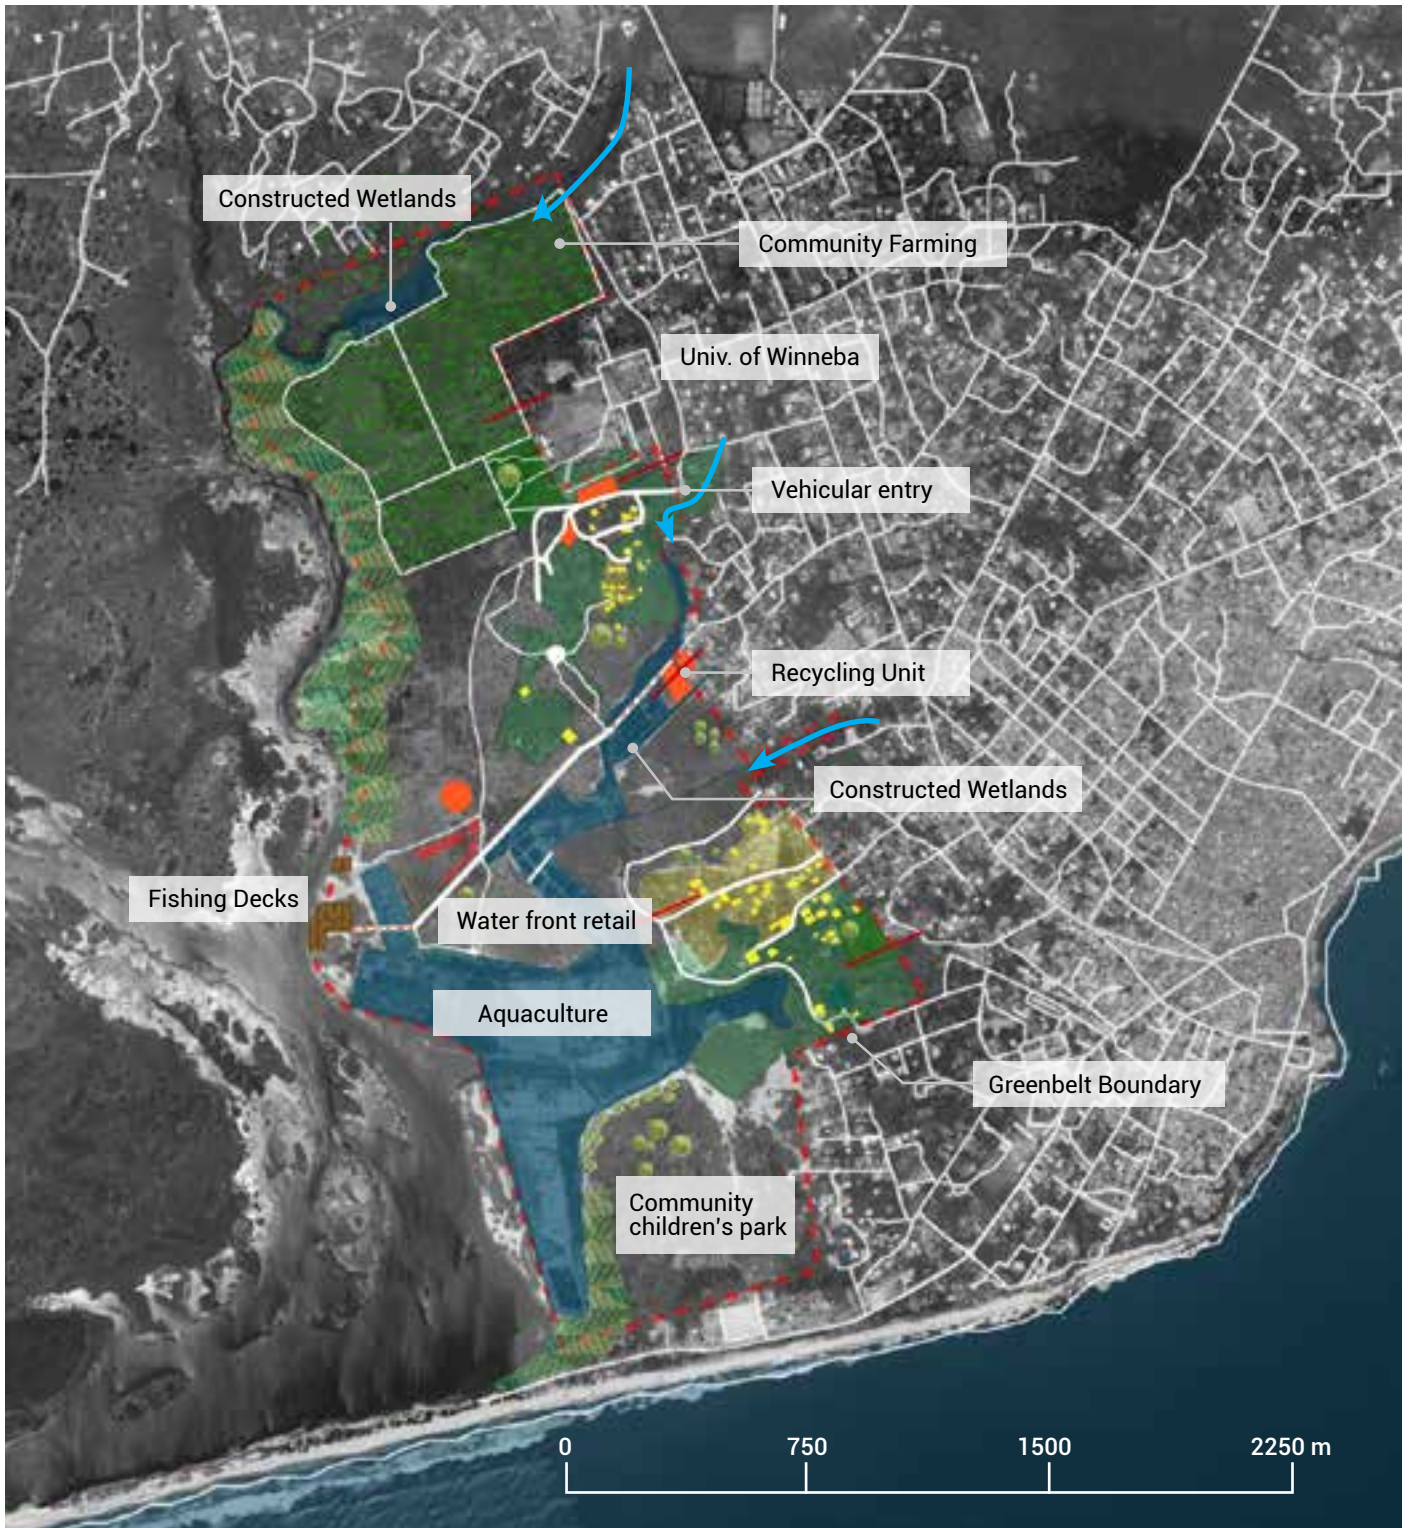 Constructed Wetlands
Community Farming
Univ. of Winneba
Vehicular entry
Recycling Unit
Constructed Wetlands
Fishing Decks
Water front retail
Aquaculture
Greenbelt Boundary
Community
children's park
0 750 1500 2250 m